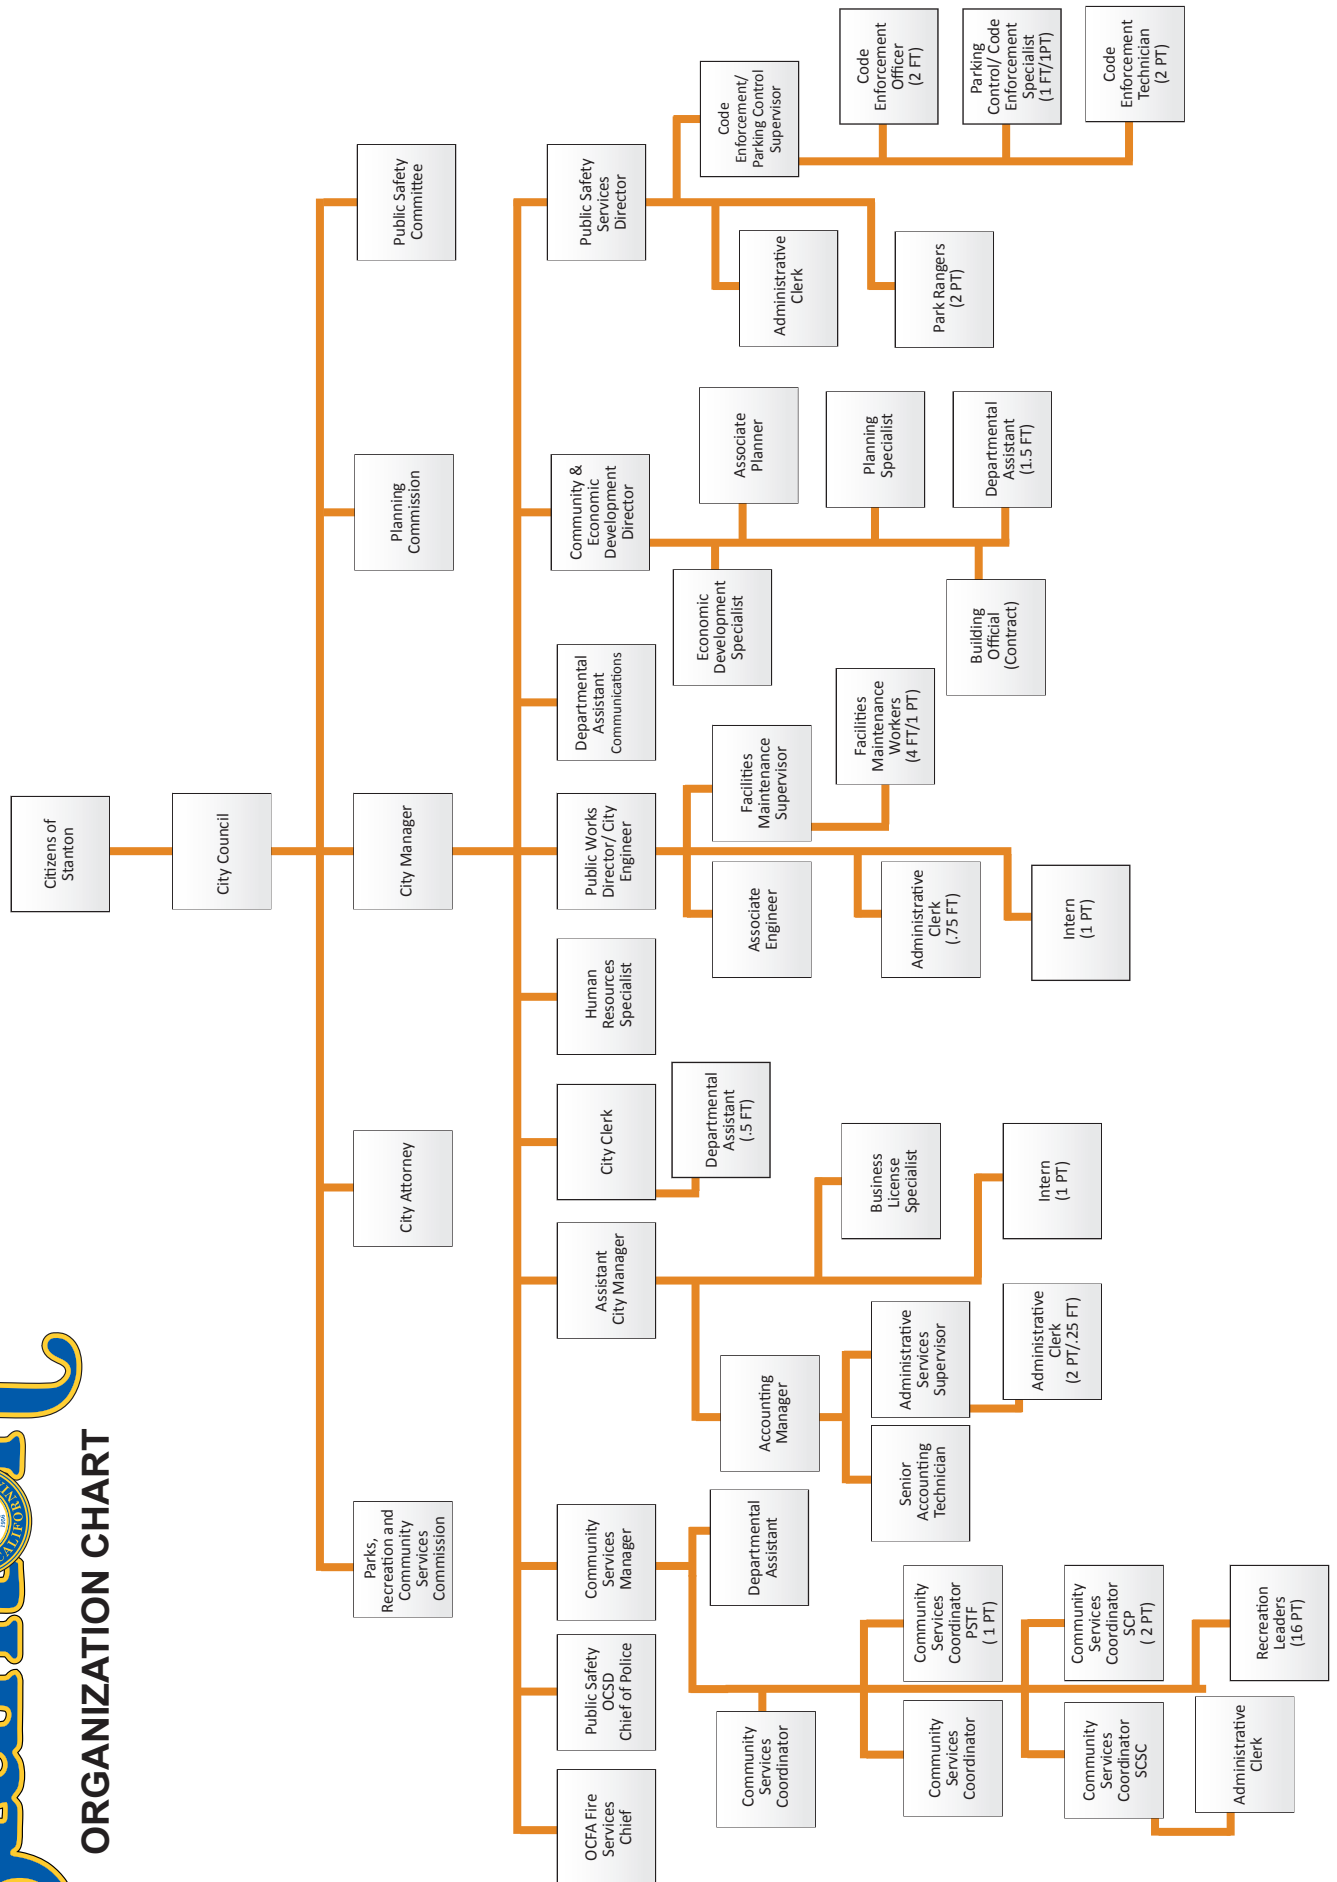 ORGANIZATION CHART
Citizens of
Stanton
City Council
Parks,
Recreation and
Community
Services
Commission
City Attorney
City Manager
Planning
Commission
Public Safety
Committee
OCFA Fire
Services
Chief
Public Safety
OCSD
Chief of Police
Community
Services
Manager
Assistant
City Manager
City Clerk
Human
Resources
Specialist
Public Works
Director/ City
Engineer
Departmental
Assistant
Communications
Community &
Economic
Development
Director
Public Safety
Services
Director
Community
Services
Coordinator
Departmental
Assistant
Community
Services
Coordinator
Community
Services
Coordinator
PSTF
( 1 PT)
Community
Services
Coordinator
SCSC
Community
Services
Coordinator
SCP
( 2 PT)
Administrative
Clerk
Recreation
Leaders
(16 PT)
Accounting
Manager
Senior
Accounting
Technician
Administrative
Services
Supervisor
Administrative
Clerk
(2 PT/.25 FT)
Business
License
Specialist
Intern
(1 PT)
Departmental
Assistant
(.5 FT)
Associate
Engineer
Facilities
Maintenance
Supervisor
Facilities
Maintenance
Workers
(4 FT/1 PT)
Administrative
Clerk
(.75 FT)
Intern
(1 PT)
Economic
Development
Specialist
Associate
Planner
Planning
Specialist
Building
Official
(Contract)
Departmental
Assistant
(1.5 FT)
Code
Enforcement/
Parking Control
Supervisor
Administrative
Clerk
Park Rangers
(2 PT)
Code
Enforcement
Officer
(2 FT)
Parking
Control/ Code
Enforcement
Specialist
(1 FT/1PT)
Code
Enforcement
Technician
(2 PT)